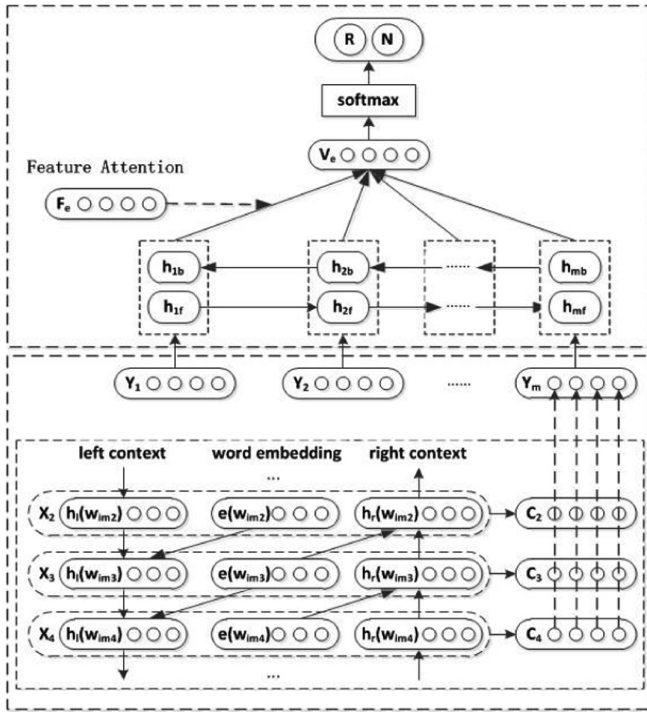 R N
softmax
Ve
Feature Attention
Fe
h1b h2b ...... hmb
h1f h2f ...... hmf
Y1 Y2 ...... Ym
left context word embedding right context
...
X2 hl(wim2) e(wim2) hr(wim2) C2
X3 hl(wim3) e(wim3) hr(wim3) C3
X4 hl(wim4) e(wim4) hr(wim4) C4
...